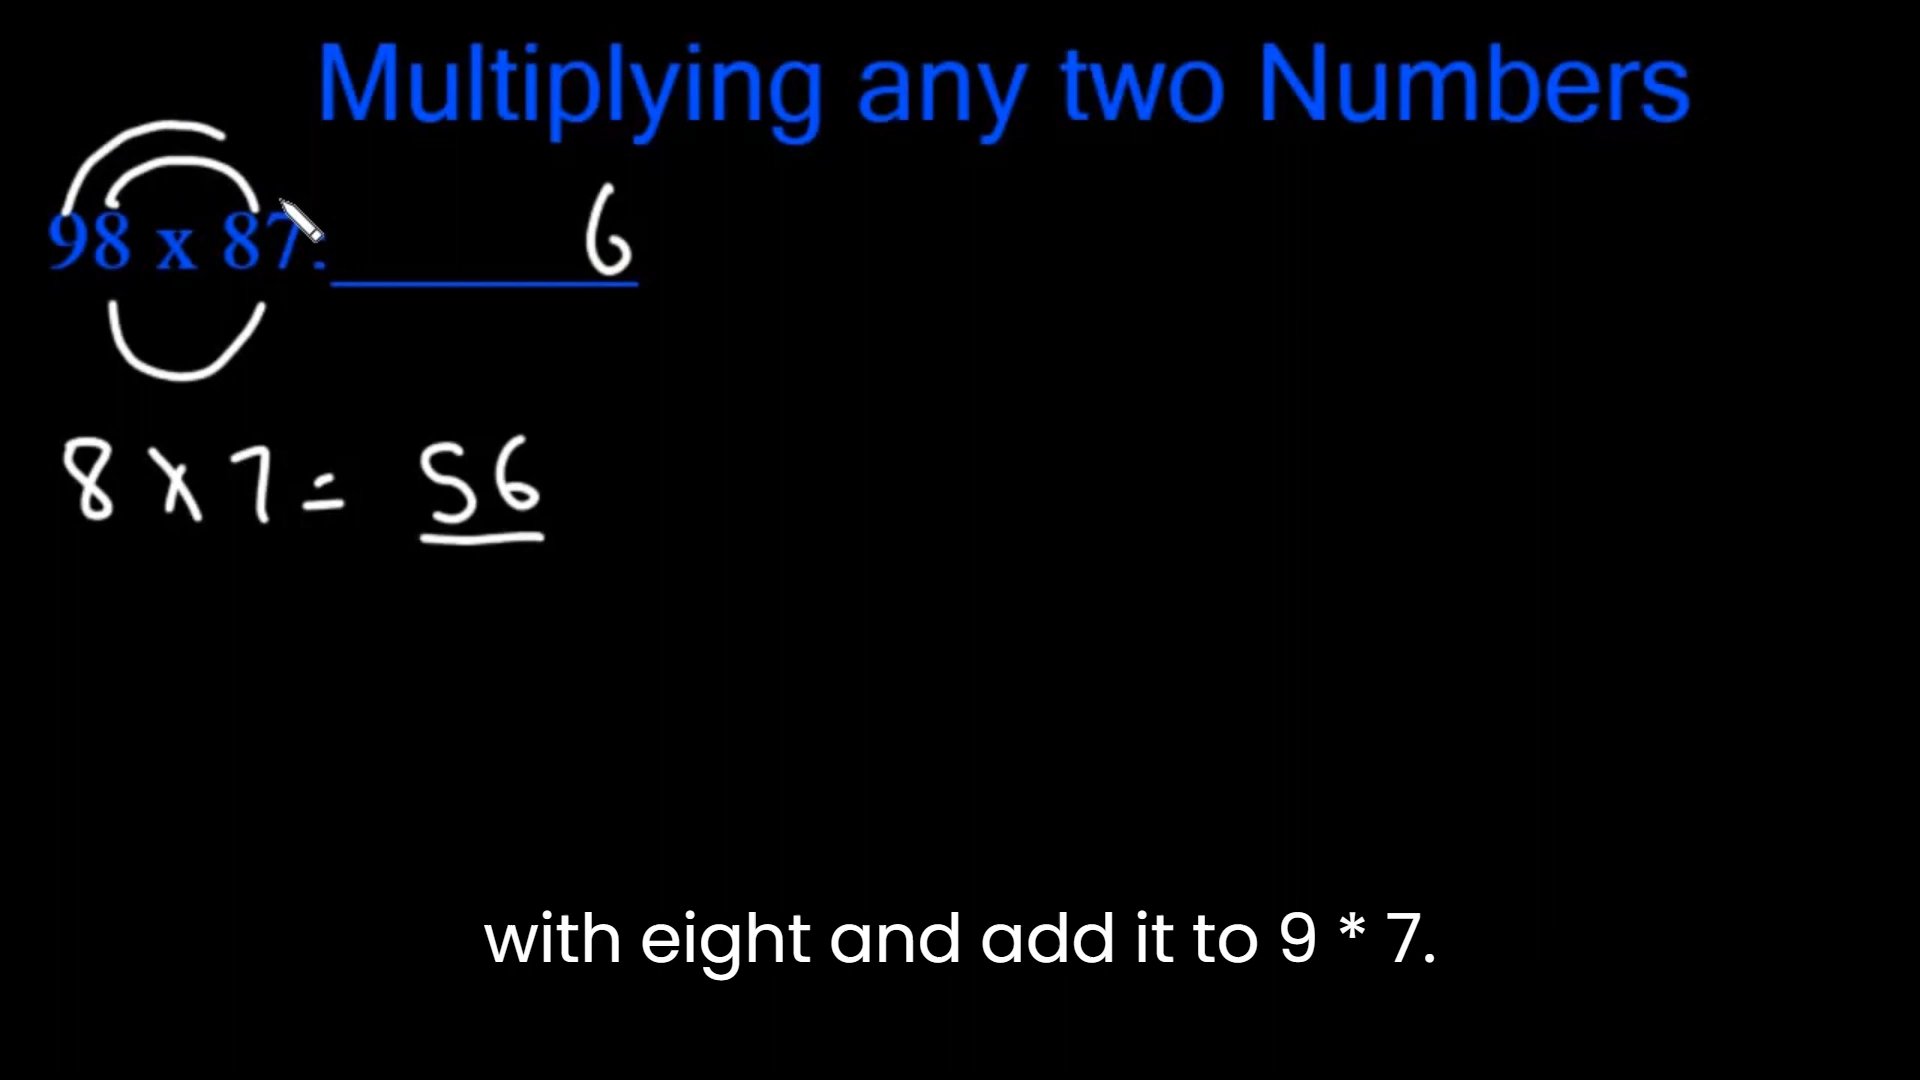 Multiplying any two Numbers
98 x 87: 6
8 x 7 = 56
with eight and add it to 9 * 7.